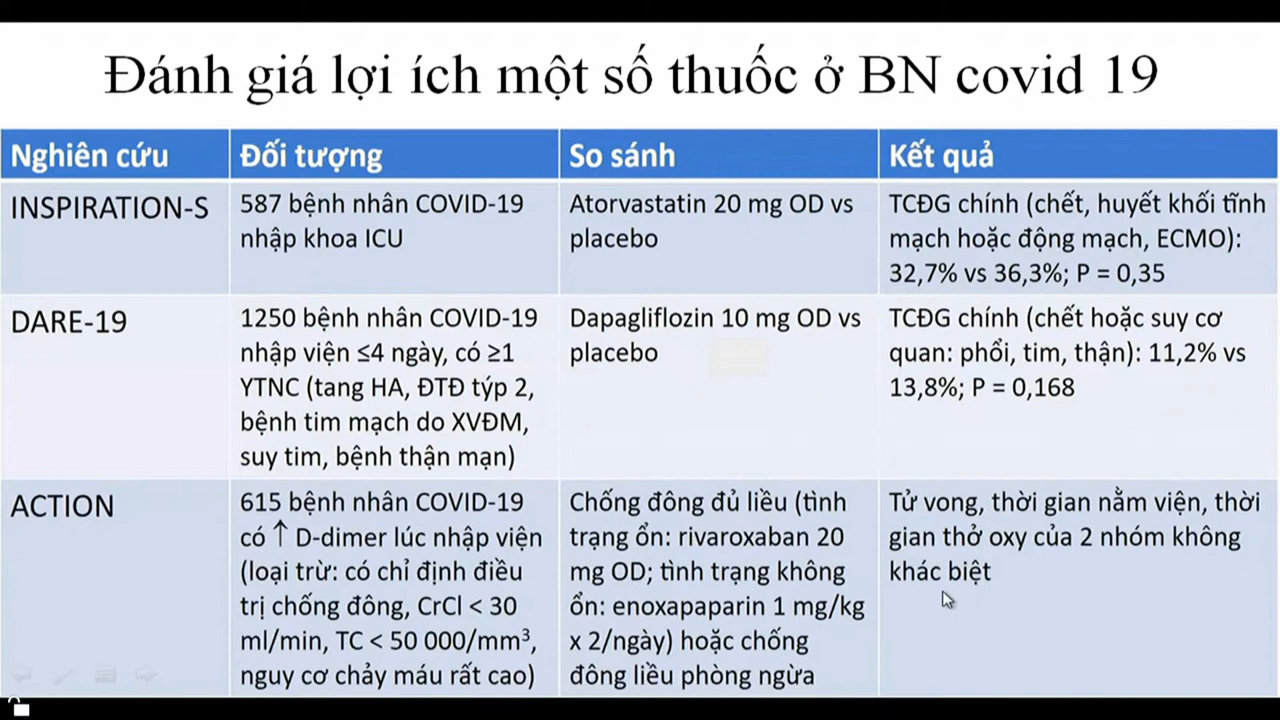 Đánh giá lợi ích một số thuốc ở BN covid 19
Nghiên cứu
Đối tượng
So sánh
Kết quả
INSPIRATION-S
587 bệnh nhân COVID-19
nhập khoa ICU
Atorvastatin 20 mg OD vs
placebo
TCĐG chính (chết, huyết khối tĩnh
mạch hoặc động mạch, ECMO):
32,7% vs 36,3%; P = 0,35
DARE-19
1250 bệnh nhân COVID-19
nhập viện ≤4 ngày, có ≥1
YTNC (tang HA, ĐTĐ týp 2,
bệnh tim mạch do XVĐM,
suy tim, bệnh thận mạn)
Dapagliflozin 10 mg OD vs
placebo
TCĐG chính (chết hoặc suy cơ
quan: phổi, tim, thận): 11,2% vs
13,8%; P = 0,168
ACTION
615 bệnh nhân COVID-19
có ↑ D-dimer lúc nhập viện
(loại trừ: có chỉ định điều
trị chống đông, CrCl < 30
ml/min, TC < 50 000/mm³,
nguy cơ chảy máu rất cao)
Chống đông đủ liều (tình
trạng ổn: rivaroxaban 20
mg OD; tình trạng không
ổn: enoxapaparin 1 mg/kg
x 2/ngày) hoặc chống
đông liều phòng ngừa
Tử vong, thời gian nằm viện, thời
gian thở oxy của 2 nhóm không
khác biệt